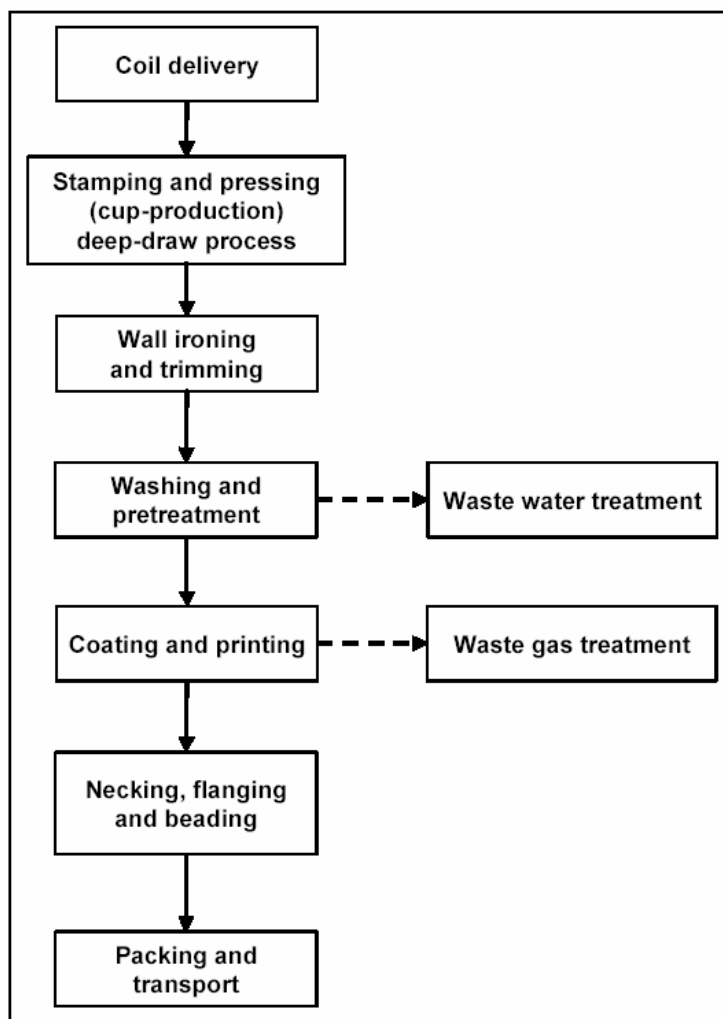 Coil delivery
Stamping and pressing
(cup-production)
deep-draw process
Wall ironing
and trimming
Washing and
pretreatment
Waste water treatment
Coating and printing
Waste gas treatment
Necking, flanging
and beading
Packing and
transport